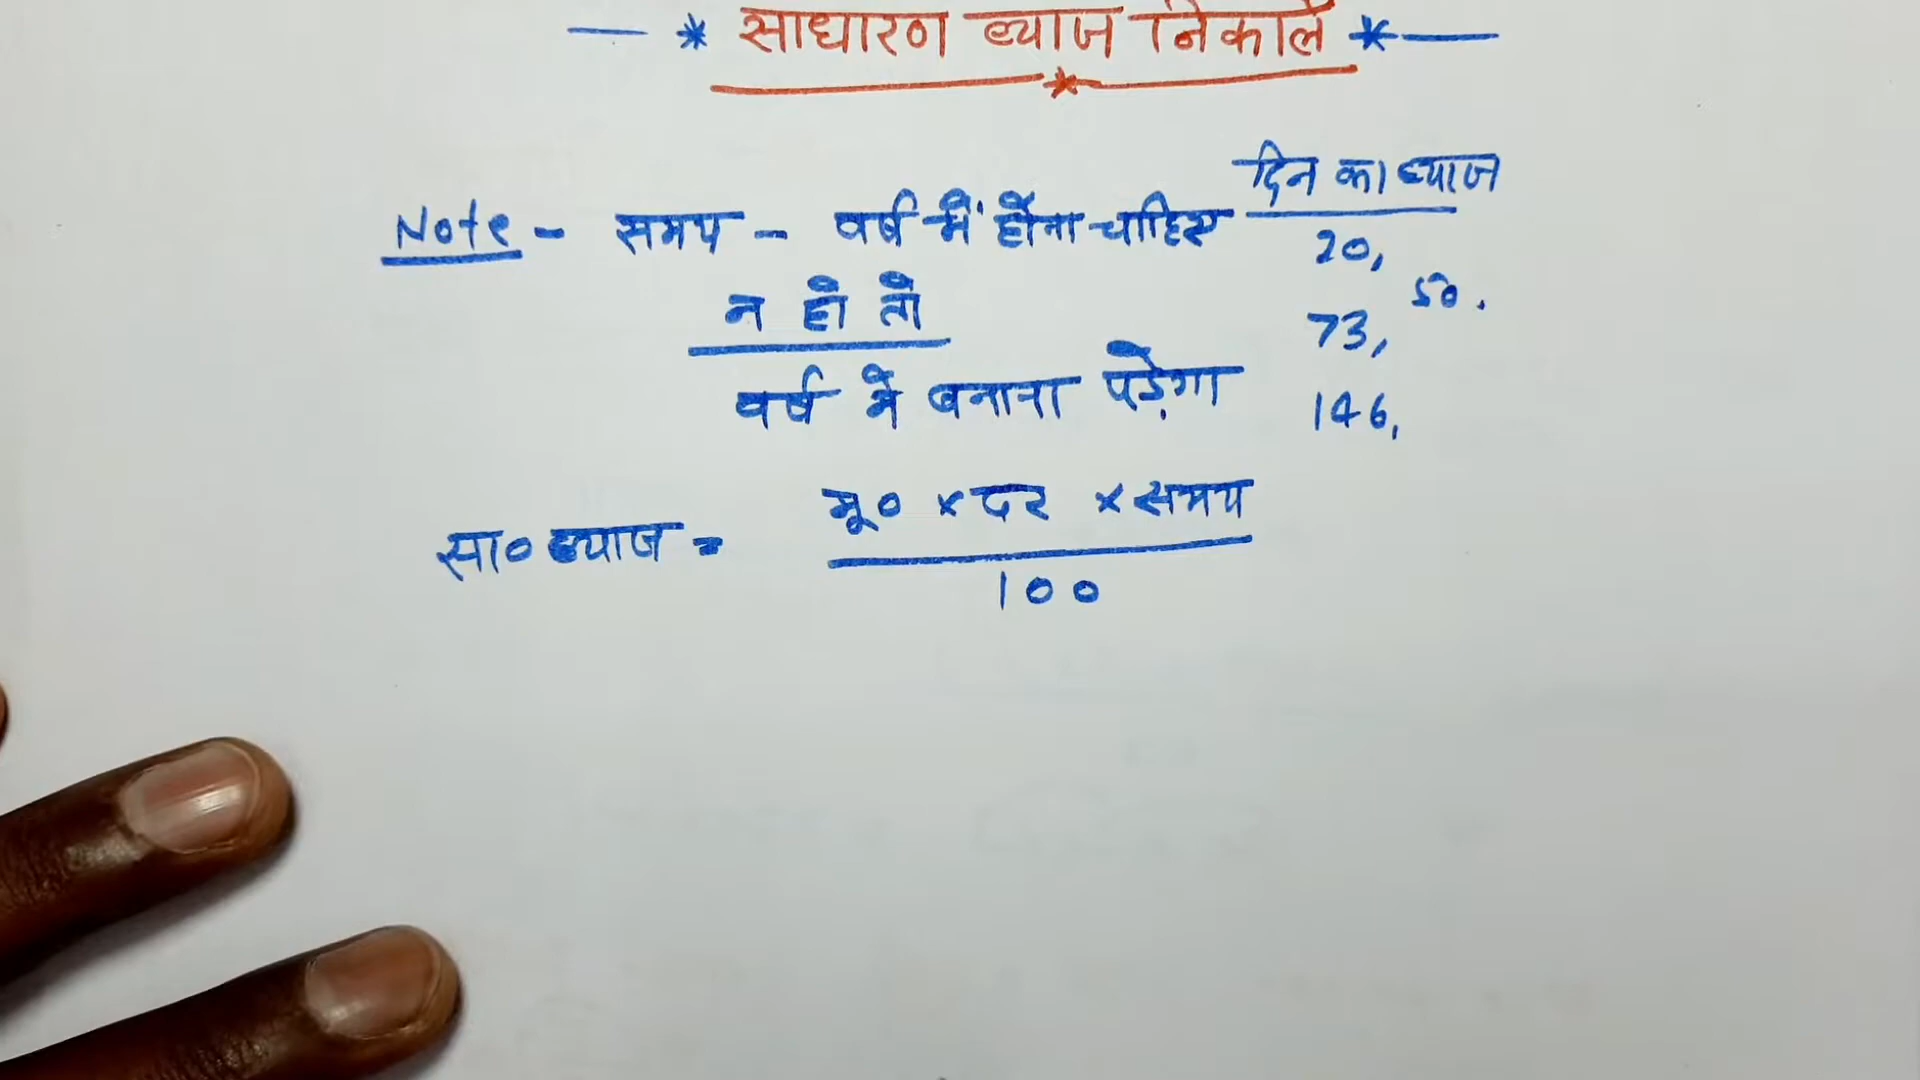 * साधारण ब्याज निकालें *
Note - समय - वर्ष में होना चाहिए
न हो तो
वर्ष में बनाना पड़ेगा
दिन का ब्याज
20,
50.
73,
146,
सा० ब्याज = मू० × दर × समय
100